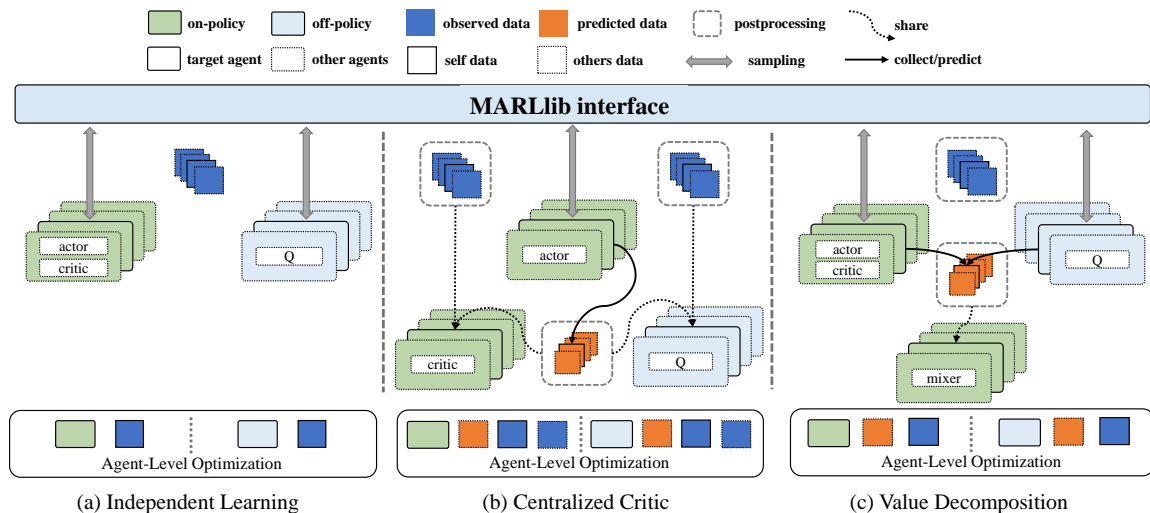 on-policy
off-policy
observed data
predicted data
postprocessing
share
target agent
other agents
self data
others data
sampling
collect/predict
MARLlib interface
actor
critic
Q
actor
critic
Q
actor
critic
Q
mixer
Agent-Level Optimization
Agent-Level Optimization
Agent-Level Optimization
(a) Independent Learning
(b) Centralized Critic
(c) Value Decomposition